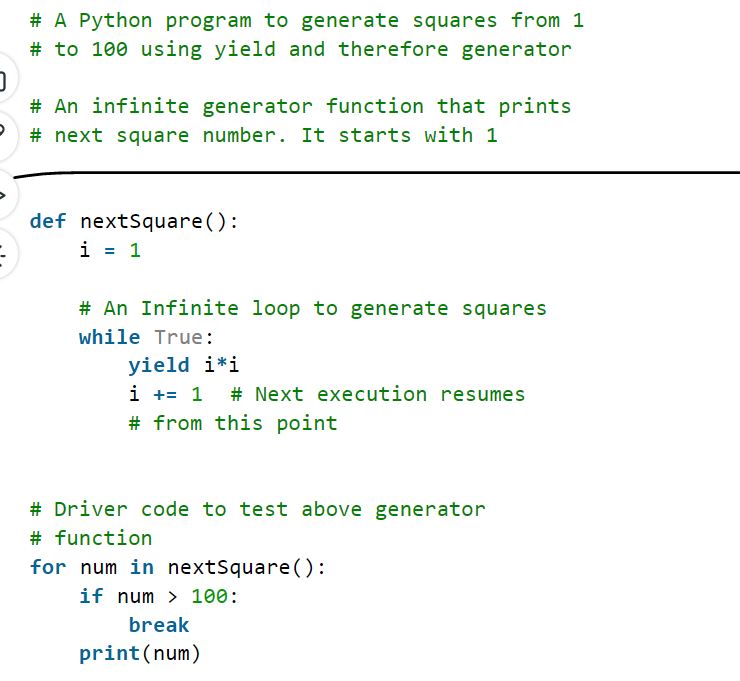 # A Python program to generate squares from 1
# to 100 using yield and therefore generator
# An infinite generator function that prints
# next square number. It starts with 1
def nextSquare():
    i = 1
    # An Infinite loop to generate squares
    while True:
        yield i*i
        i += 1  # Next execution resumes
        # from this point
# Driver code to test above generator
# function
for num in nextSquare():
    if num > 100:
        break
    print(num)